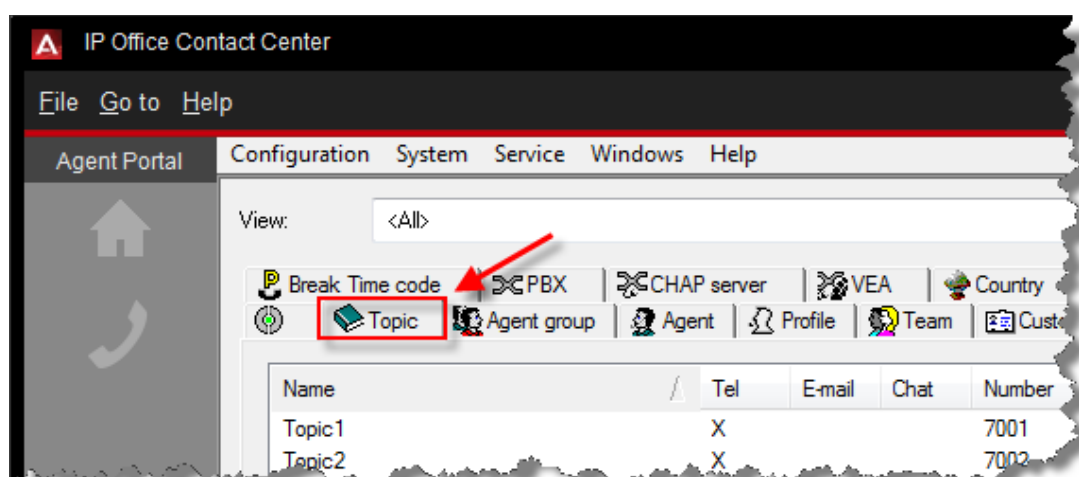 IP Office Contact Center
File Go to Help
Agent Portal
Configuration System Service Windows Help
View: <All>
Break Time code PBX CHAP server VEA Country
Topic Agent group Agent Profile Team Custo
Name Tel E-mail Chat Number
Topic1 X 7001
Topic2 X 7002